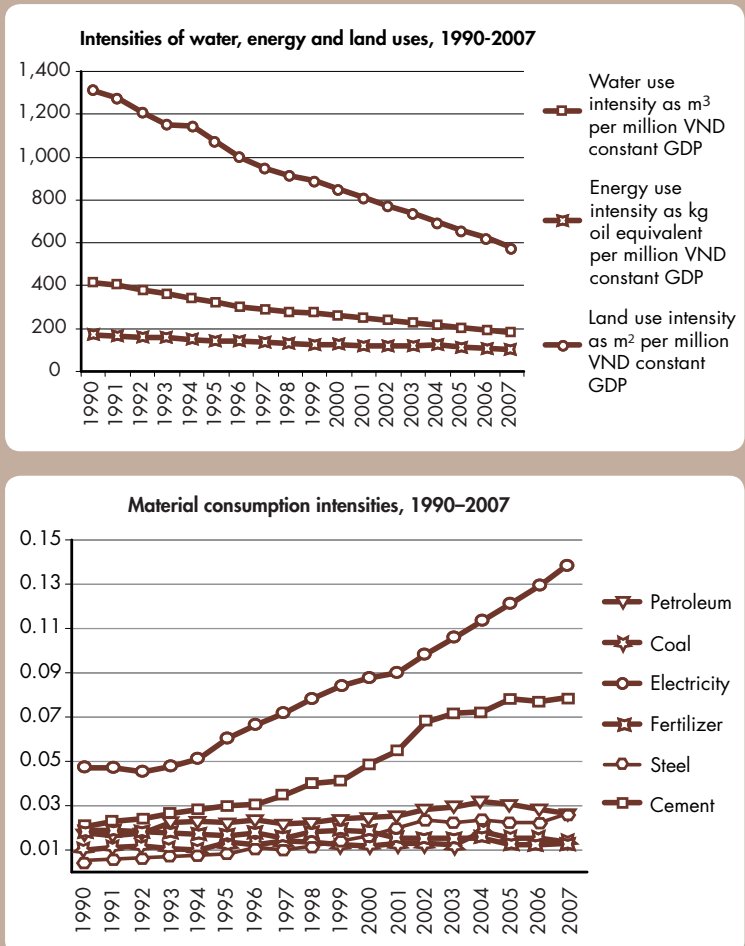 Intensities of water, energy and land uses, 1990-2007
1,400
1,200
1,000
800
600
400
200
0
1990
1991
1992
1993
1994
1995
1996
1997
1998
1999
2000
2001
2002
2003
2004
2005
2006
2007
Water use
intensity as m³
per million VND
constant GDP
Energy use
intensity as kg
oil equivalent
per million VND
constant GDP
Land use intensity
as m² per million
VND constant
GDP
Material consumption intensities, 1990–2007
0.15
0.13
0.11
0.09
0.07
0.05
0.03
0.01
1990
1991
1992
1993
1994
1995
1996
1997
1998
1999
2000
2001
2002
2003
2004
2005
2006
2007
Petroleum
Coal
Electricity
Fertilizer
Steel
Cement